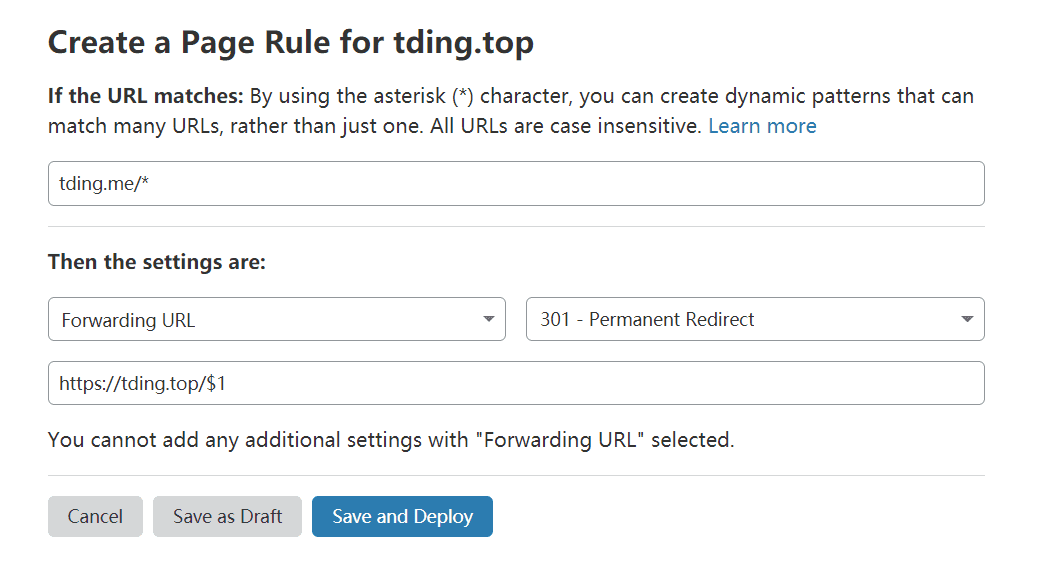 Create a Page Rule for tding.top
If the URL matches: By using the asterisk (*) character, you can create dynamic patterns that can
match many URLs, rather than just one. All URLs are case insensitive. Learn more
tding.me/*
Then the settings are:
Forwarding URL
301 - Permanent Redirect
https://tding.top/$1
You cannot add any additional settings with "Forwarding URL" selected.
Cancel
Save as Draft
Save and Deploy